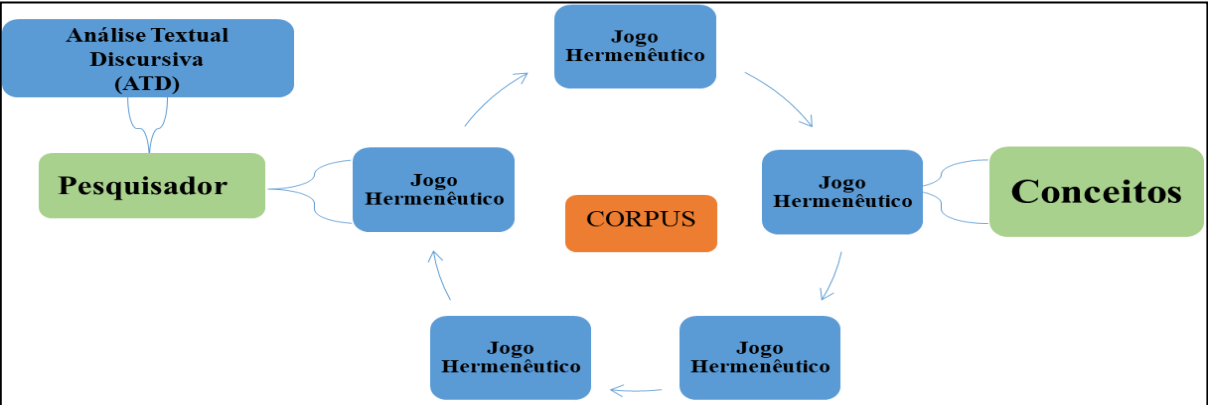 Análise Textual
Discursiva
(ATD)
Jogo
Hermenêutico
Pesquisador
Jogo
Hermenêutico
CORPUS
Jogo
Hermenêutico
Conceitos
Jogo
Hermenêutico
Jogo
Hermenêutico